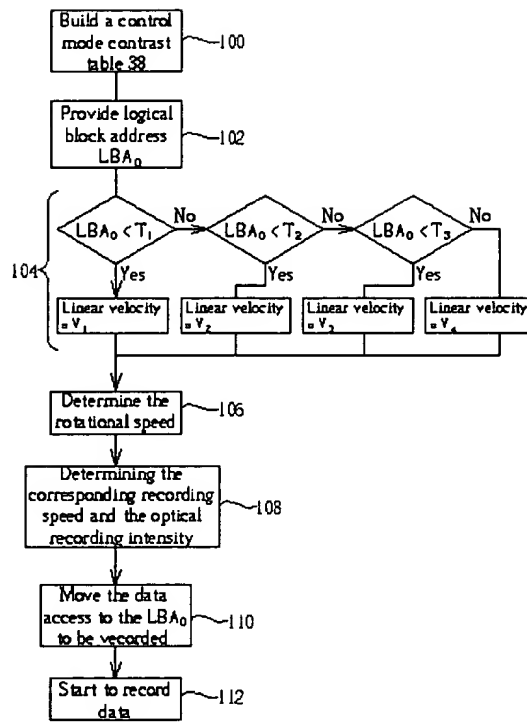 Build a control
mode contrast
table 38
100
Provide logical
block address
LBA₀
102
104
LBA₀ < T₁
No
LBA₀ < T₂
No
LBA₀ < T₃
No
Yes
Yes
Yes
Linear velocity
= V₁
Linear velocity
= V₂
Linear velocity
= V₃
Linear velocity
= V₄
Determine the
rotational speed
106
Determining the
corresponding recording
speed and the optical
recording intensity
108
Move the data
access to the LBA₀
to be vecorded
110
Start to record
data
112